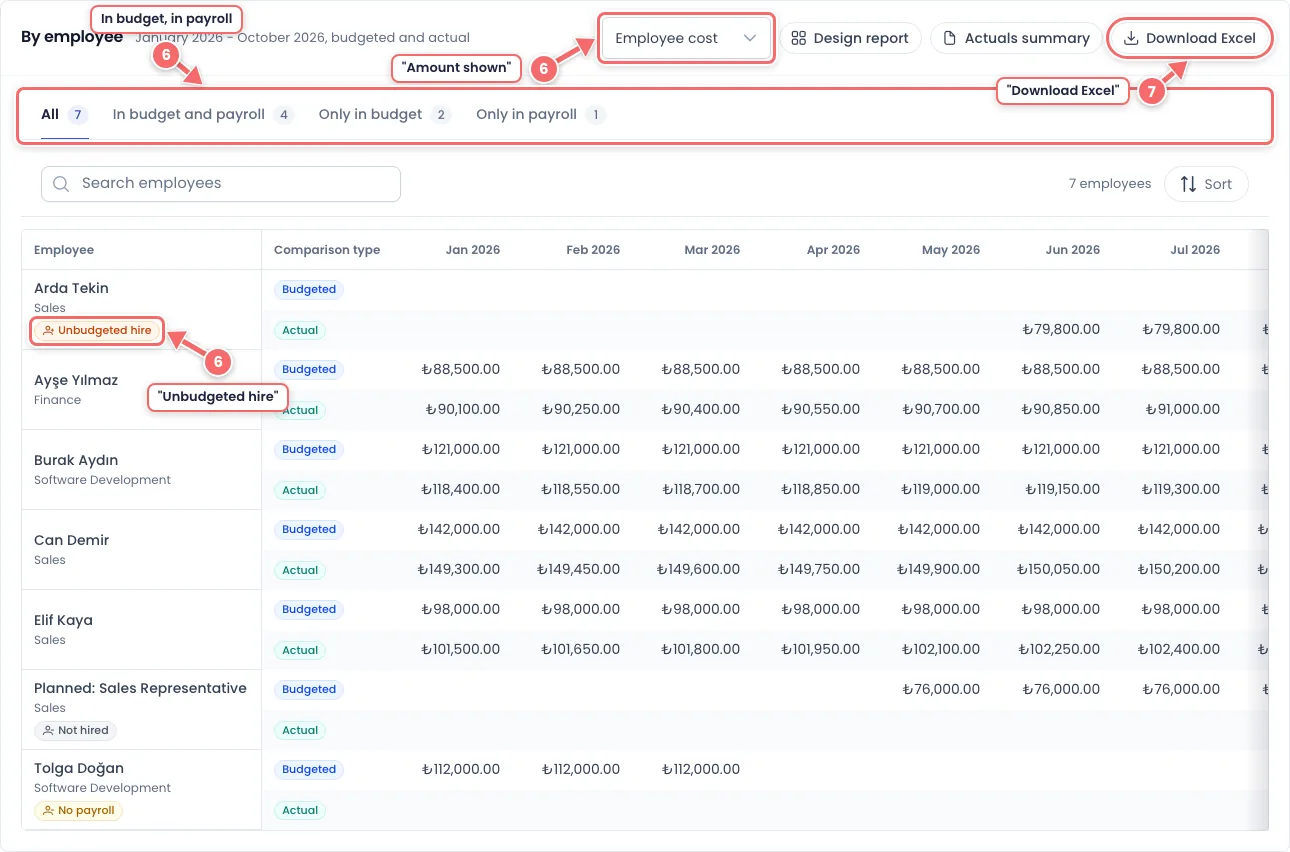 In budget, in payroll
By employee January 2026 - October 2026, budgeted and actual
6
"Amount shown"
6
Employee cost
Design report
Actuals summary
Download Excel
"Download Excel"
7
All 7
In budget and payroll 4
Only in budget 2
Only in payroll 1
Search employees
7 employees
Sort
Employee Comparison type Jan 2026 Feb 2026 Mar 2026 Apr 2026 May 2026 Jun 2026 Jul 2026
Arda Tekin
Sales
Unbudgeted hire
6
"Unbudgeted hire"
Budgeted
Actual ₺79,800.00 ₺79,800.00 ₺
Ayşe Yılmaz
Finance
Budgeted ₺88,500.00 ₺88,500.00 ₺88,500.00 ₺88,500.00 ₺88,500.00 ₺88,500.00 ₺88,500.00
Actual ₺90,100.00 ₺90,250.00 ₺90,400.00 ₺90,550.00 ₺90,700.00 ₺90,850.00 ₺91,000.00
Burak Aydın
Software Development
Budgeted ₺121,000.00 ₺121,000.00 ₺121,000.00 ₺121,000.00 ₺121,000.00 ₺121,000.00 ₺121,000.00 ₺
Actual ₺118,400.00 ₺118,550.00 ₺118,700.00 ₺118,850.00 ₺119,000.00 ₺119,150.00 ₺119,300.00 ₺
Can Demir
Sales
Budgeted ₺142,000.00 ₺142,000.00 ₺142,000.00 ₺142,000.00 ₺142,000.00 ₺142,000.00 ₺142,000.00 ₺
Actual ₺149,300.00 ₺149,450.00 ₺149,600.00 ₺149,750.00 ₺149,900.00 ₺150,050.00 ₺150,200.00 ₺
Elif Kaya
Sales
Budgeted ₺98,000.00 ₺98,000.00 ₺98,000.00 ₺98,000.00 ₺98,000.00 ₺98,000.00 ₺98,000.00 ₺
Actual ₺101,500.00 ₺101,650.00 ₺101,800.00 ₺101,950.00 ₺102,100.00 ₺102,250.00 ₺102,400.00 ₺
Planned: Sales Representative
Sales
Not hired
Budgeted ₺76,000.00 ₺76,000.00 ₺76,000.00 ₺
Actual
Tolga Doğan
Software Development
No payroll
Budgeted ₺112,000.00 ₺112,000.00 ₺112,000.00
Actual